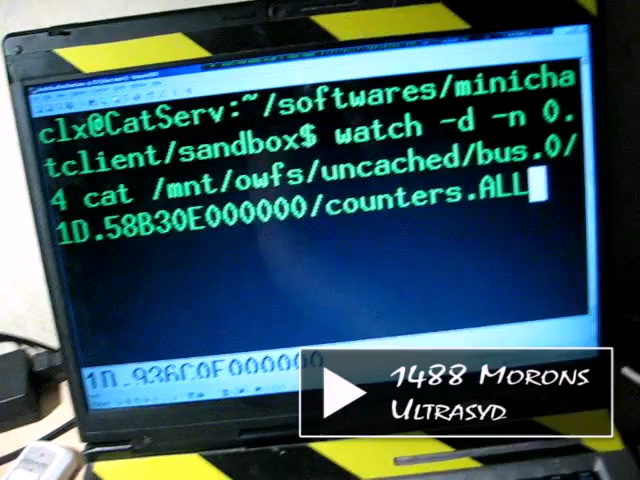 clx@CatServ:~/softwares/minicha
tclient/sandbox$ watch -d -n 0.
4 cat /mnt/owfs/uncached/bus.0/
1D.58B30E000000/counters.ALL
1D.936C0F000000
1488 Morons
Ultrasyd